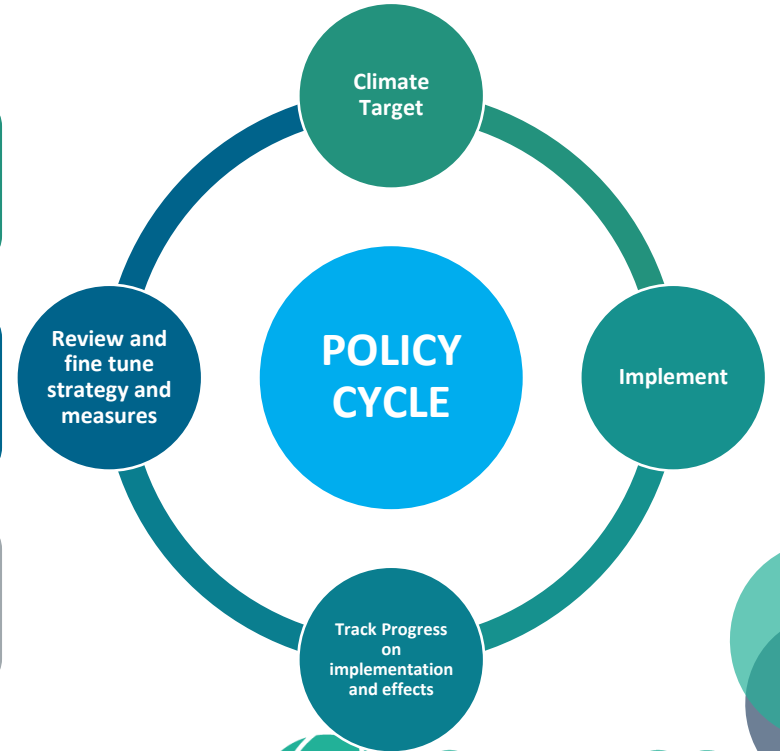 Climate
Target
Review and
fine tune
strategy and
measures
POLICY
CYCLE
Implement
Track Progress
on
implementation
and effects